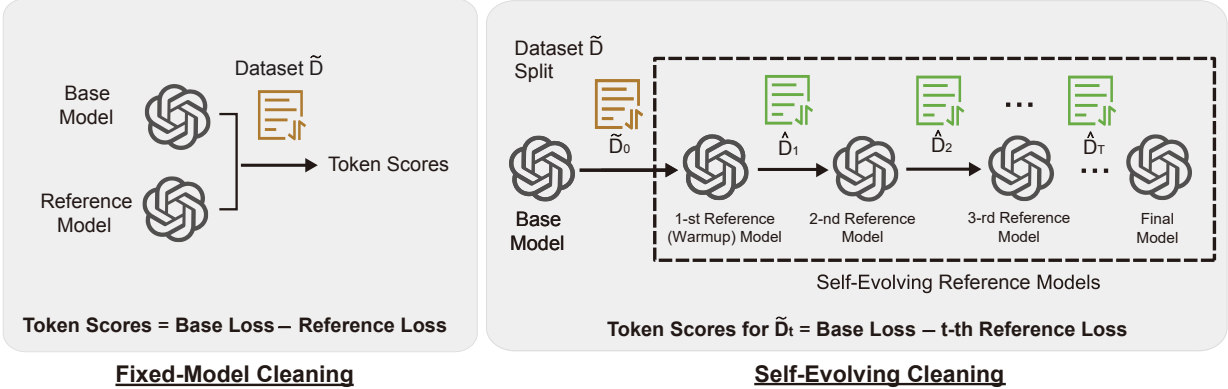 Base
Model
Dataset D̃
Token Scores
Reference
Model
Token Scores = Base Loss – Reference Loss
Fixed-Model Cleaning
Dataset D̃
Split
D̃₀
D̂₁
D̂₂
...
D̂T
...
Base
Model
1-st Reference
(Warmup) Model
2-nd Reference
Model
3-rd Reference
Model
Final
Model
Self-Evolving Reference Models
Token Scores for D̃t = Base Loss – t-th Reference Loss
Self-Evolving Cleaning